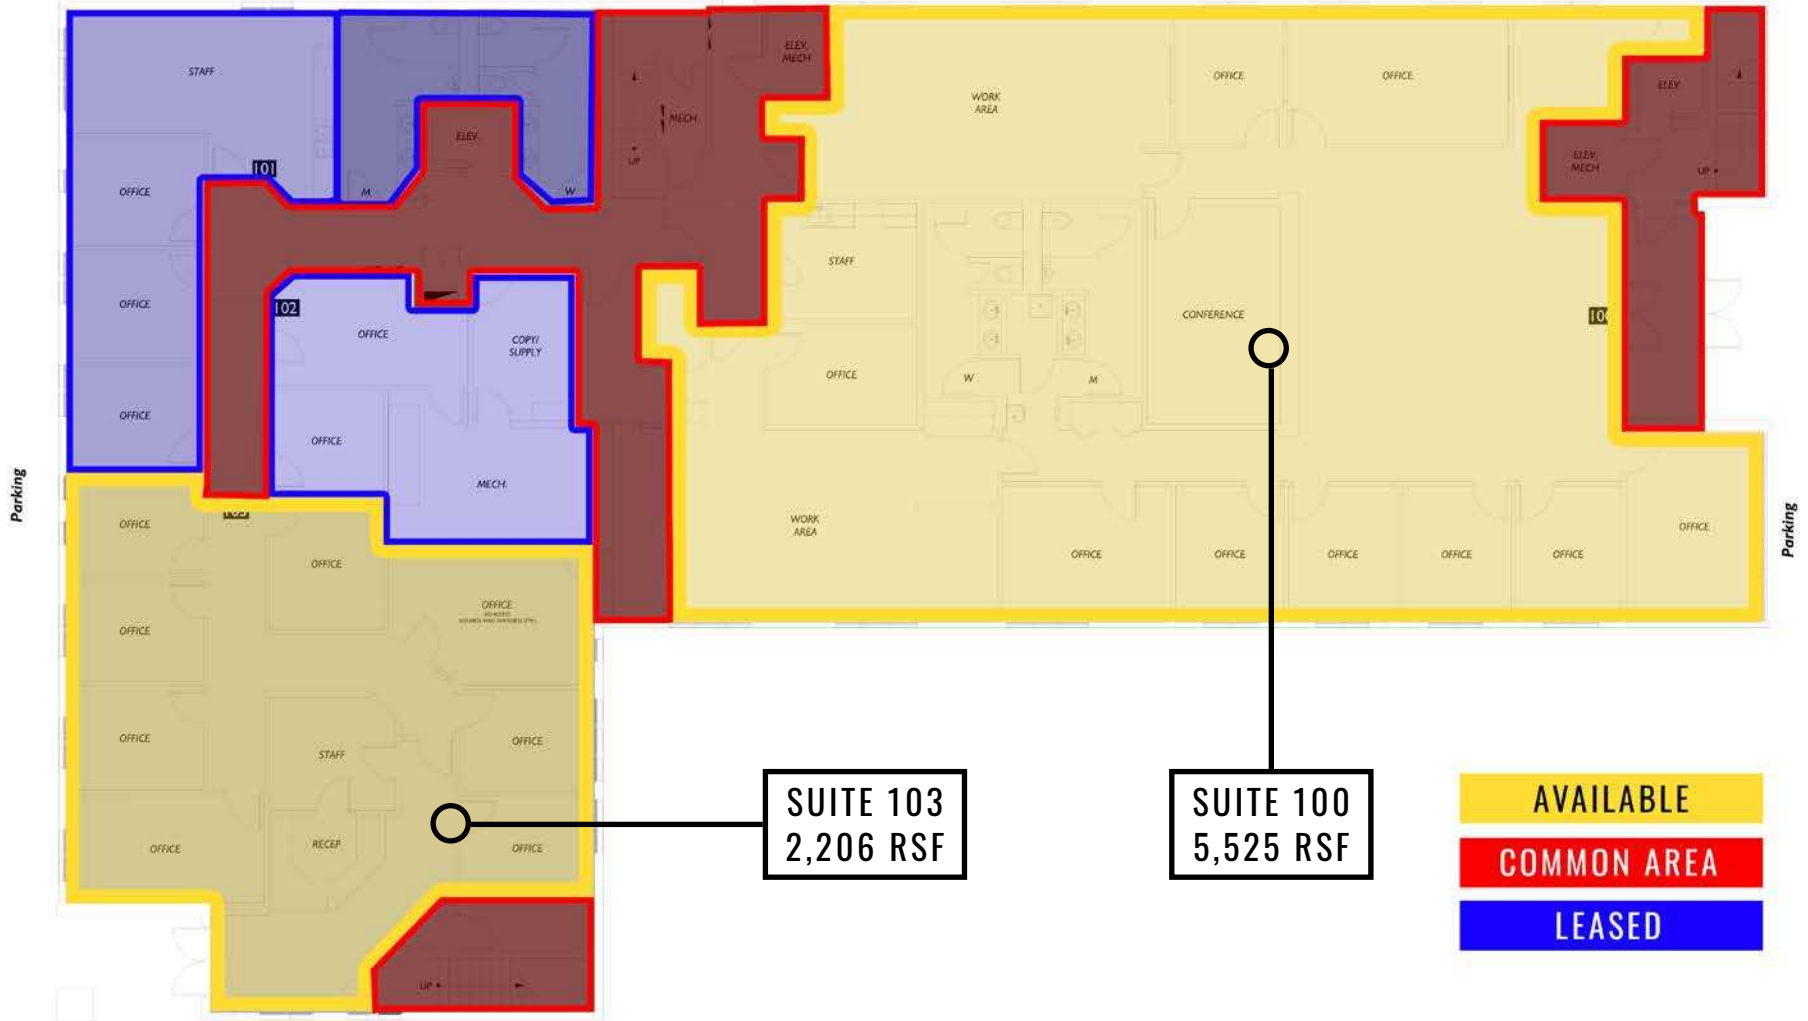 STAFF
OFFICE
OFFICE
OFFICE
101
M
ELEV.
W
UP
MECH.
ELEV.
MECH
102
OFFICE
COPY/
SUPPLY
OFFICE
MECH.
WORK
AREA
OFFICE
OFFICE
STAFF
OFFICE
W
M
CONFERENCE
ELEV.
ELEV.
MECH
UP
WORK
AREA
OFFICE
OFFICE
OFFICE
OFFICE
OFFICE
OFFICE
Parking
Parking
103
OFFICE
OFFICE
OFFICE
OFFICE
OFFICE
OFFICE
STAFF
OFFICE
RECEP
OFFICE
UP
SUITE 103
2,206 RSF
SUITE 100
5,525 RSF
AVAILABLE
COMMON AREA
LEASED